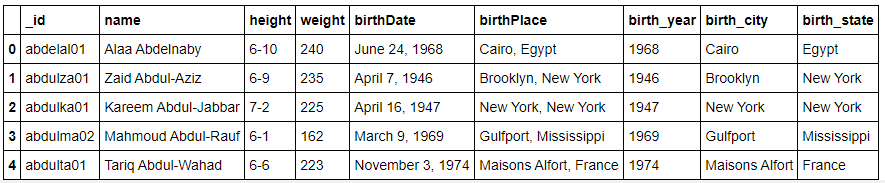 _id name height weight birthDate birthPlace birth_year birth_city birth_state
0 abdelal01 Alaa Abdelnaby 6-10 240 June 24, 1968 Cairo, Egypt 1968 Cairo Egypt
1 abdulza01 Zaid Abdul-Aziz 6-9 235 April 7, 1946 Brooklyn, New York 1946 Brooklyn New York
2 abdulka01 Kareem Abdul-Jabbar 7-2 225 April 16, 1947 New York, New York 1947 New York New York
3 abdulma02 Mahmoud Abdul-Rauf 6-1 162 March 9, 1969 Gulfport, Mississippi 1969 Gulfport Mississippi
4 abdulta01 Tariq Abdul-Wahad 6-6 223 November 3, 1974 Maisons Alfort, France 1974 Maisons Alfort France